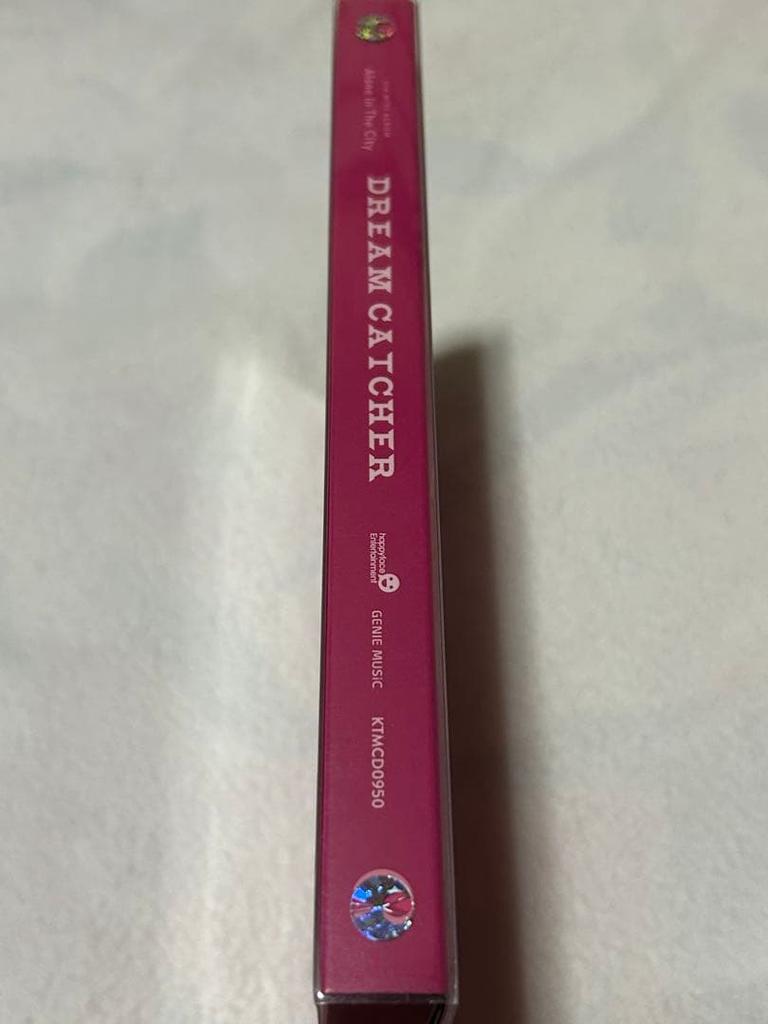 Alone In The City
DREAM CATCHER
happyface
Entertainment
GENIE MUSiC
KTMCD0950